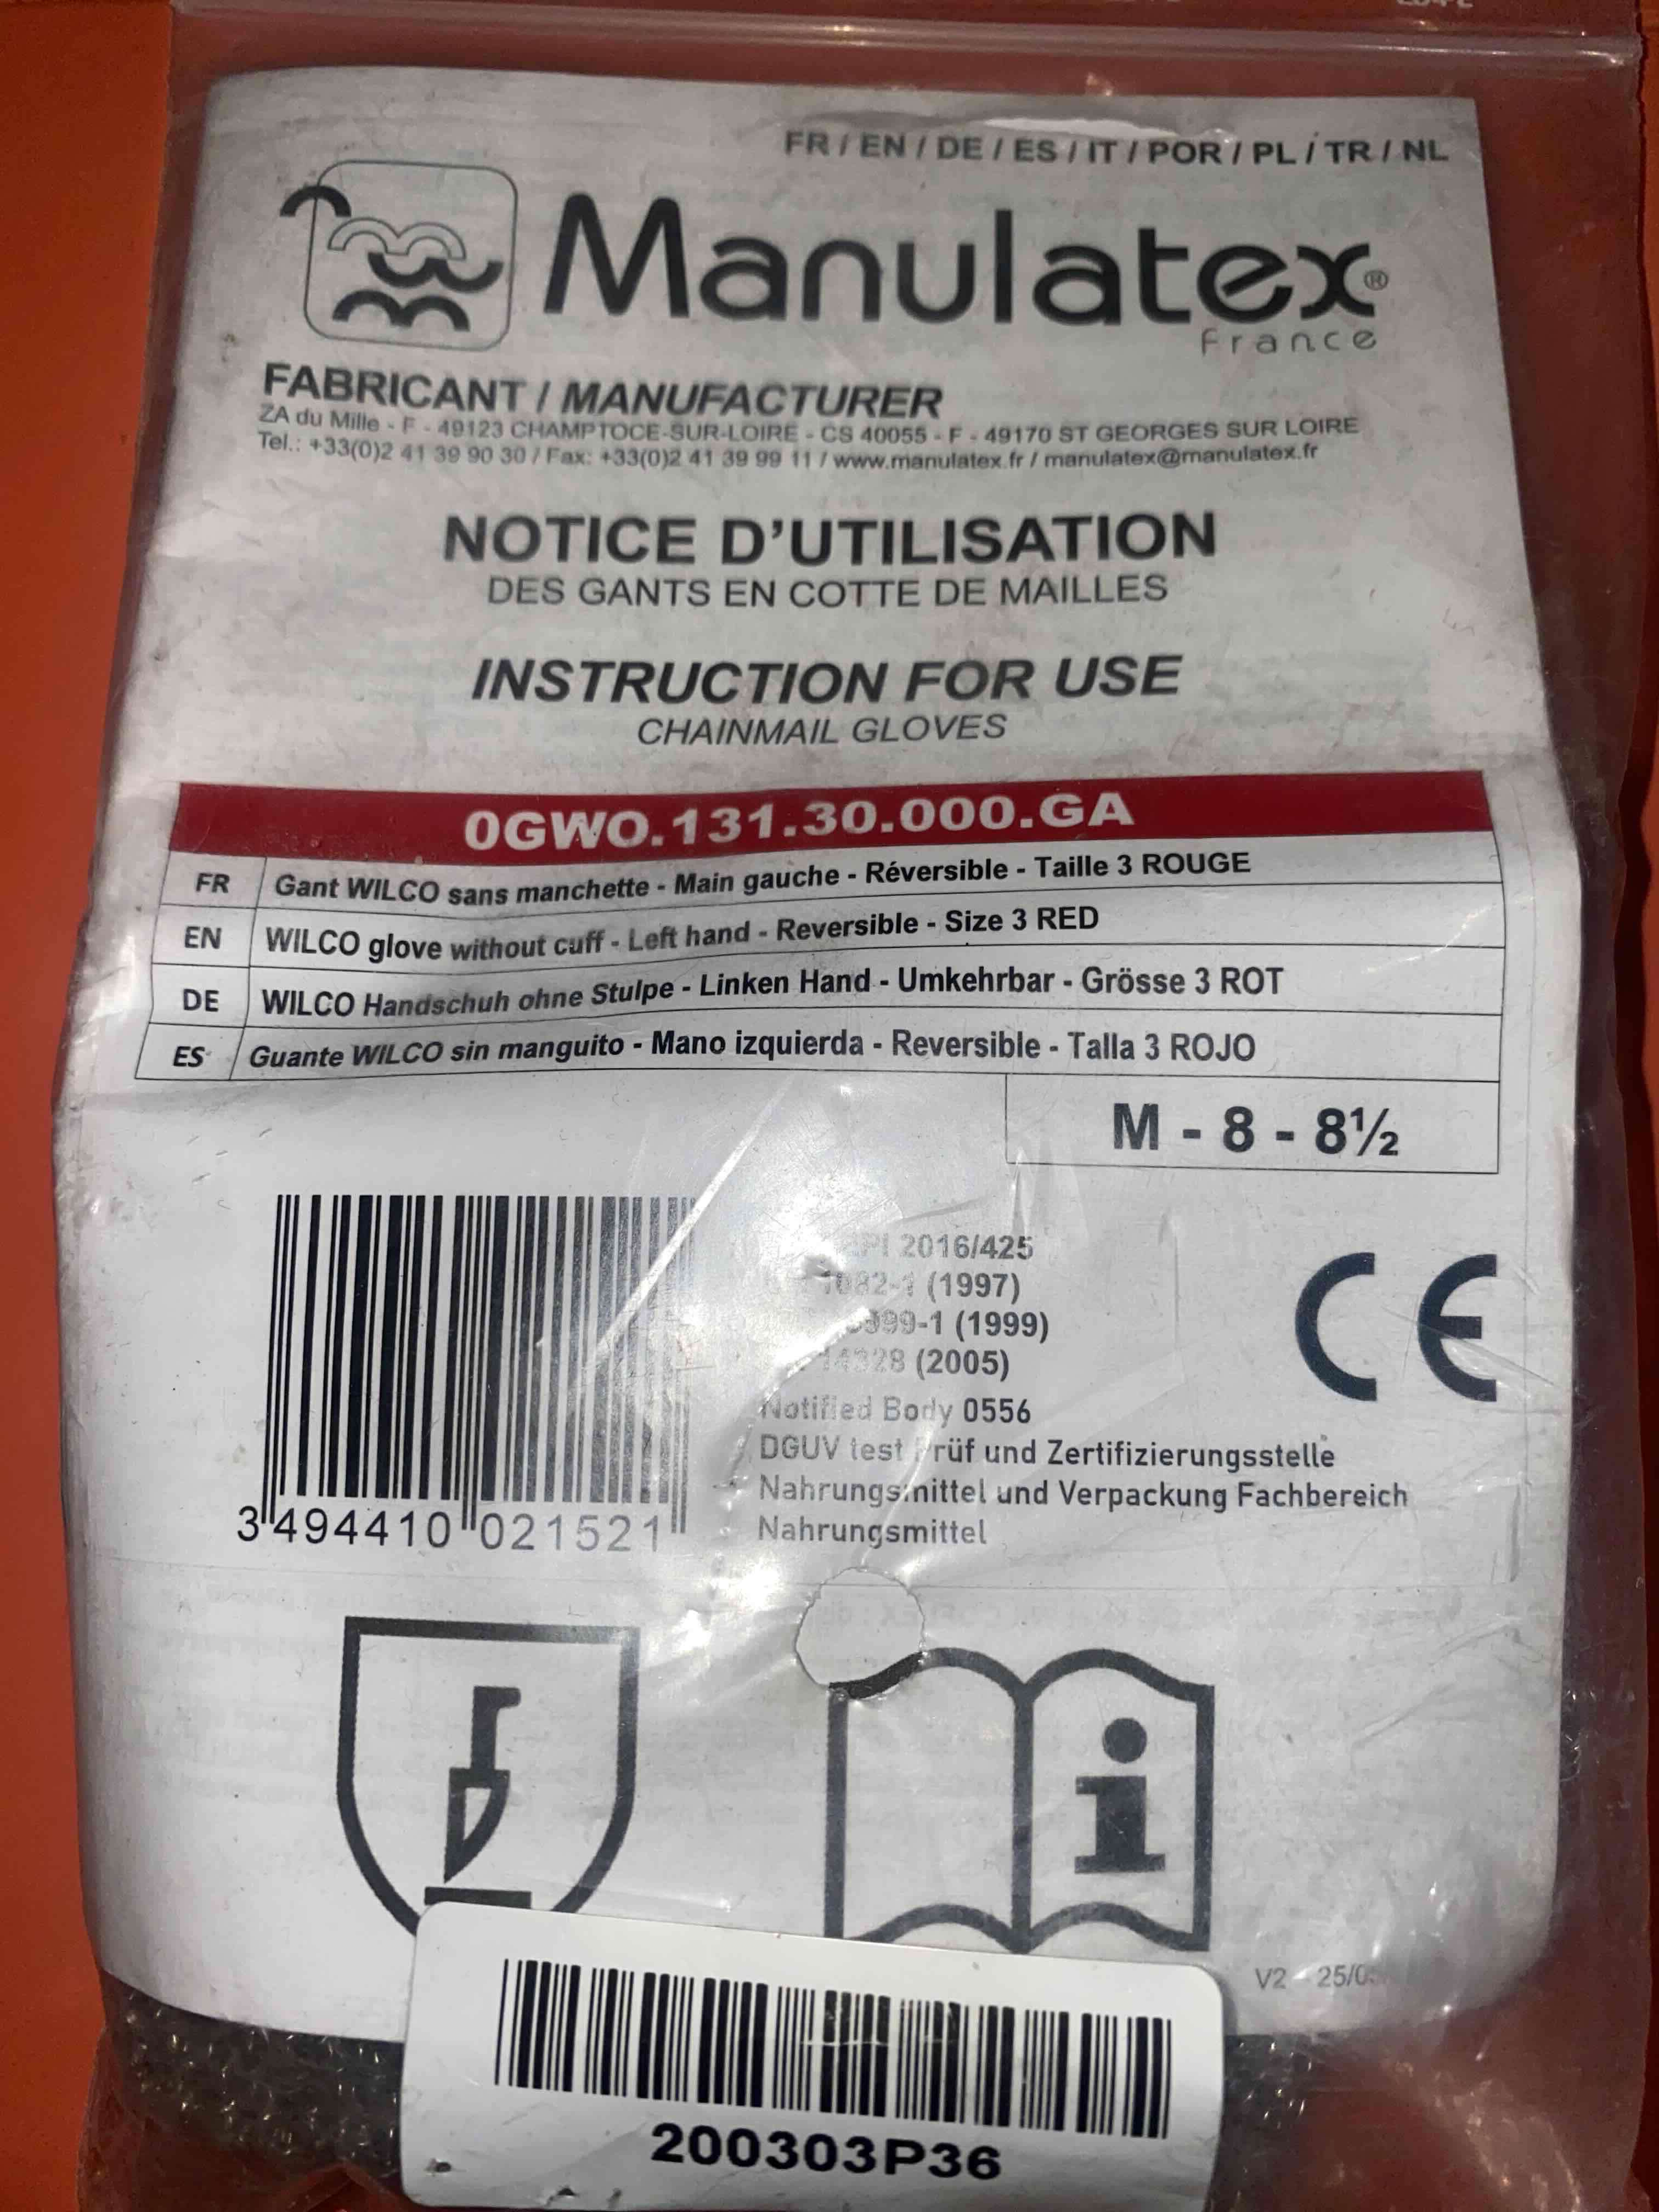 FR / EN / DE / ES / IT / POR / PL / TR / NL
Manulatex®
France
FABRICANT / MANUFACTURER
ZA du Mille - F - 49123 CHAMPTOCE-SUR-LOIRE - CS 40055 - F - 49170 ST GEORGES SUR LOIRE
Tel.: +33(0)2 41 39 90 30 / Fax: +33(0)2 41 39 99 11 / www.manulatex.fr / manulatex@manulatex.fr
NOTICE D'UTILISATION
DES GANTS EN COTTE DE MAILLES
INSTRUCTION FOR USE
CHAINMAIL GLOVES
0GWO.131.30.000.GA
FR Gant WILCO sans manchette - Main gauche - Réversible - Taille 3 ROUGE
EN WILCO glove without cuff - Left hand - Reversible - Size 3 RED
DE WILCO Handschuh ohne Stulpe - Linken Hand - Umkehrbar - Grösse 3 ROT
ES Guante WILCO sin manguito - Mano izquierda - Reversible - Talla 3 ROJO
M - 8 - 8½
2016/425
1082-1 (1997)
(1999)
14328 (2005)
CE
Notified Body 0556
DGUV test Prüf und Zertifizierungsstelle
Nahrungsmittel und Verpackung Fachbereich
Nahrungsmittel
3 494410 021521
i
V2 - 
200303P36